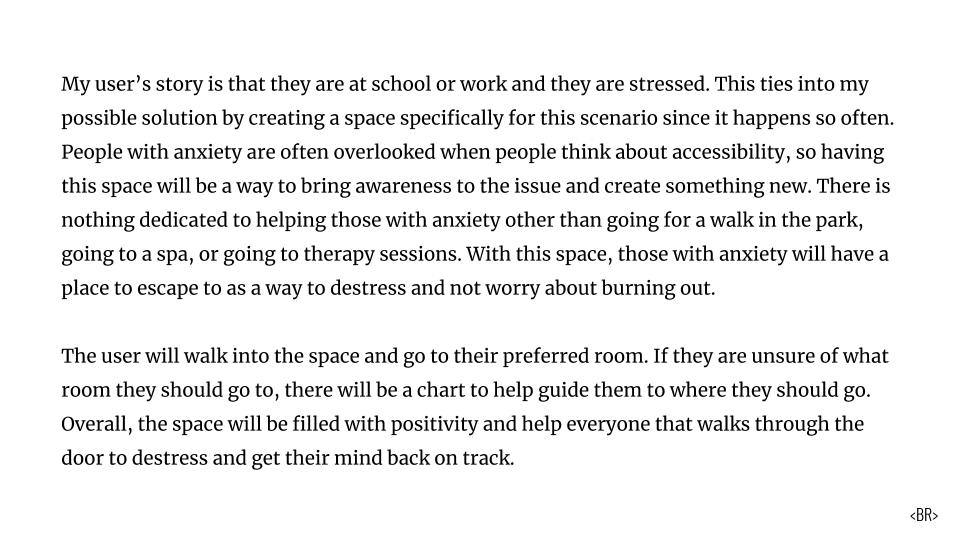 My user’s story is that they are at school or work and they are stressed. This ties into my
possible solution by creating a space specifically for this scenario since it happens so often.
People with anxiety are often overlooked when people think about accessibility, so having
this space will be a way to bring awareness to the issue and create something new. There is
nothing dedicated to helping those with anxiety other than going for a walk in the park,
going to a spa, or going to therapy sessions. With this space, those with anxiety will have a
place to escape to as a way to destress and not worry about burning out.
The user will walk into the space and go to their preferred room. If they are unsure of what
room they should go to, there will be a chart to help guide them to where they should go.
Overall, the space will be filled with positivity and help everyone that walks through the
door to destress and get their mind back on track.
<BR>